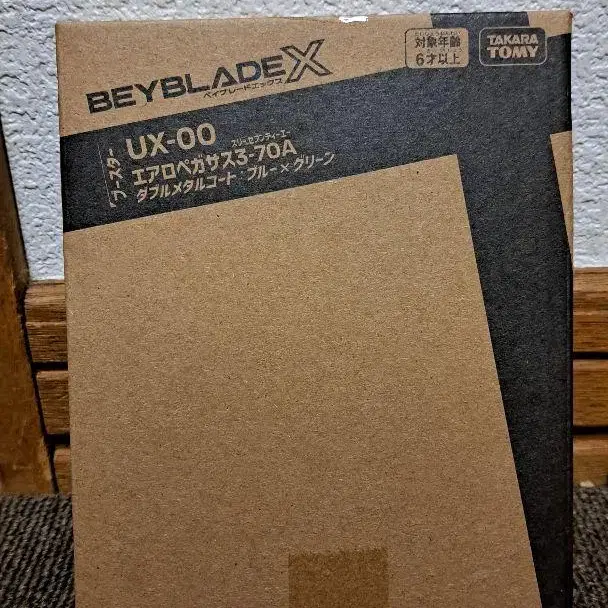 BEYBLADE X
ベイブレードエックス
対象年齢
6才以上
TAKARA
TOMY
ブースター
UX-00
スリーセブンティーエー
エアロペガサス3-70A
ダブルメタルコート：ブルー×グリーン